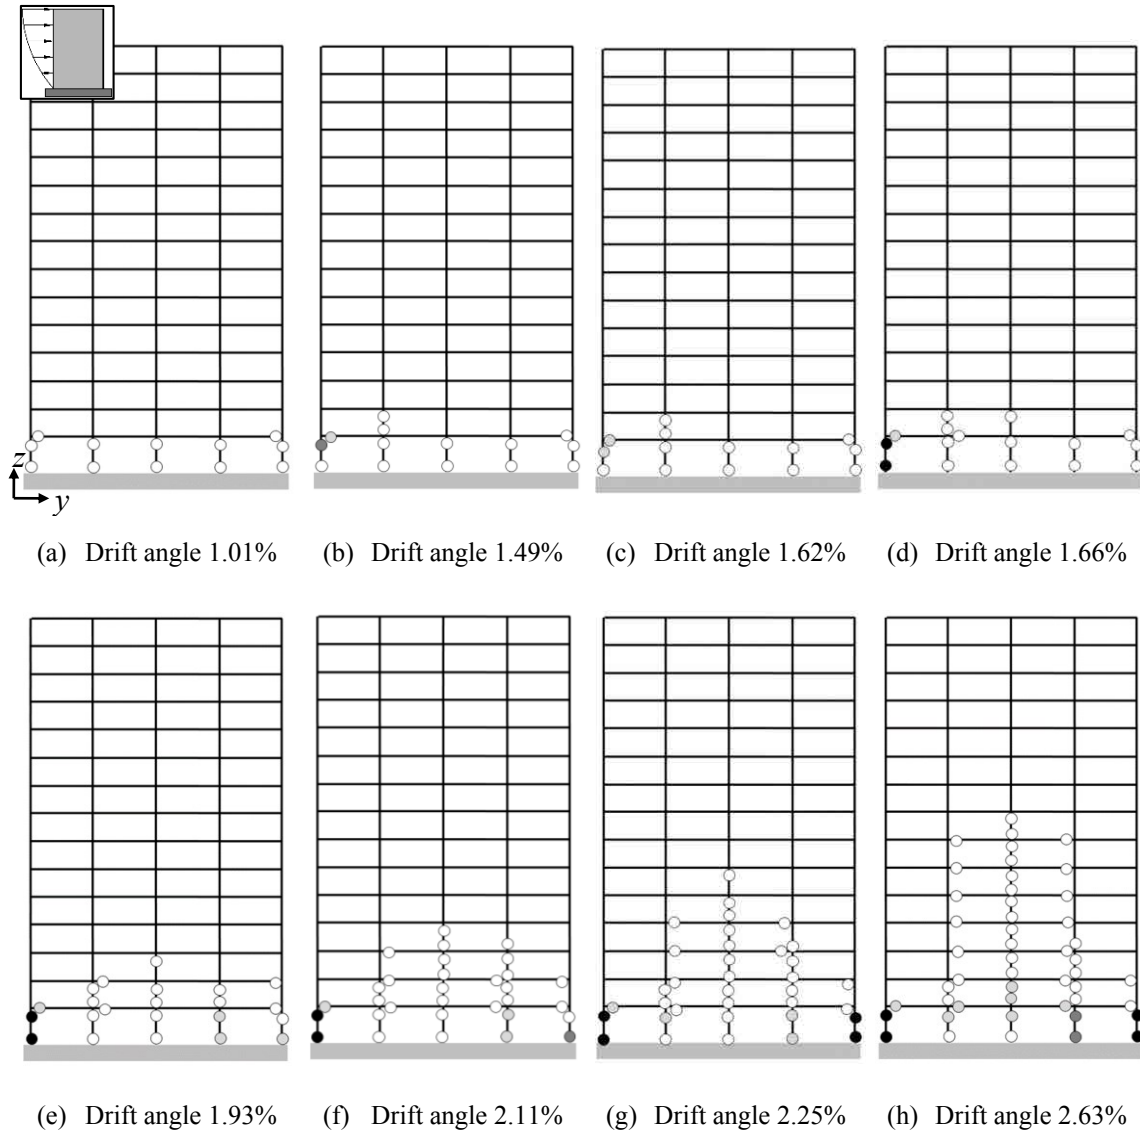 z
y
(a) Drift angle 1.01%
(b) Drift angle 1.49%
(c) Drift angle 1.62%
(d) Drift angle 1.66%
(e) Drift angle 1.93%
(f) Drift angle 2.11%
(g) Drift angle 2.25%
(h) Drift angle 2.63%